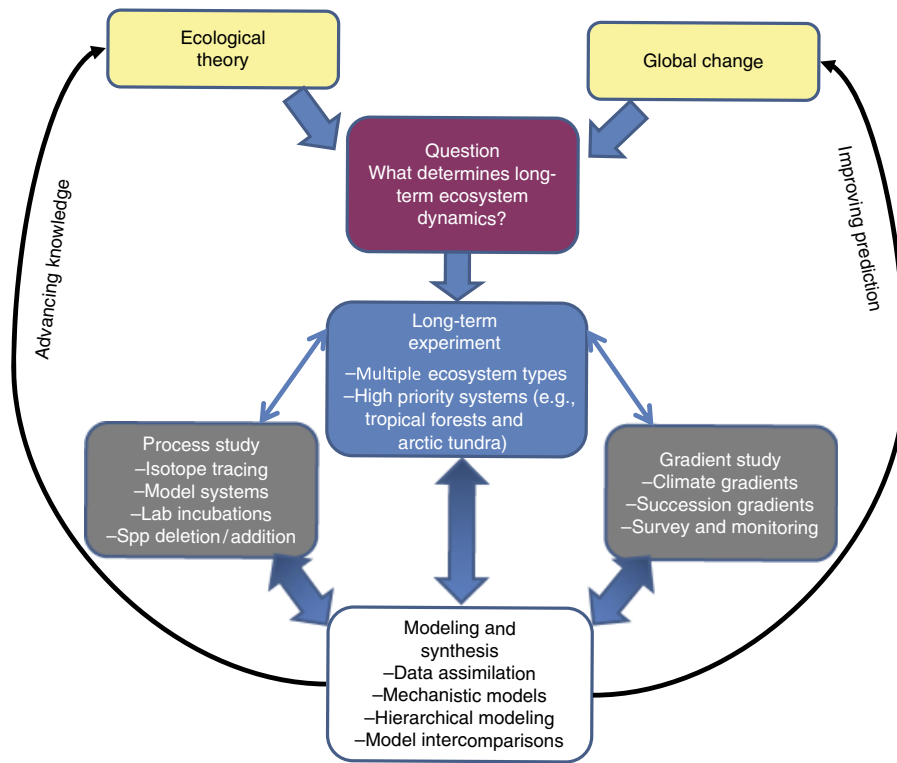 Ecological
theory
Global change
Question
What determines long-
term ecosystem
dynamics?
Advancing knowledge
Improving prediction
Long-term
experiment
–Multiple ecosystem types
–High priority systems (e.g.,
tropical forests and
arctic tundra)
Process study
–Isotope tracing
–Model systems
–Lab incubations
–Spp deletion/addition
Gradient study
–Climate gradients
–Succession gradients
–Survey and monitoring
Modeling and
synthesis
–Data assimilation
–Mechanistic models
–Hierarchical modeling
–Model intercomparisons